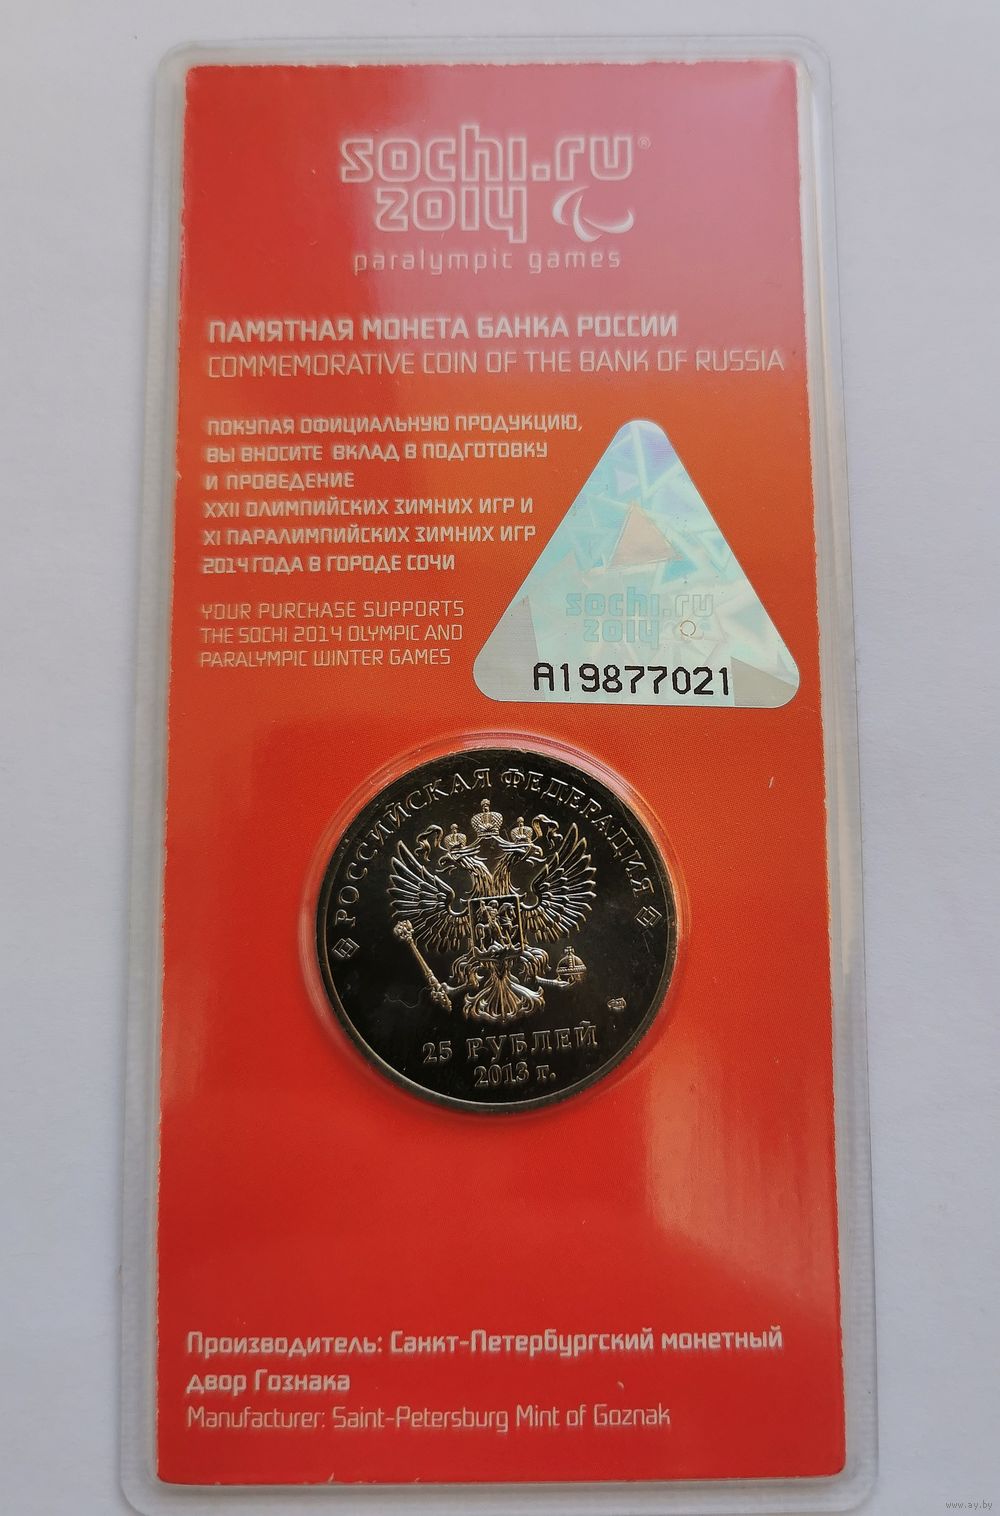 sochi.ru®
2014
paralympic games
ПАМЯТНАЯ МОНЕТА БАНКА РОССИИ
COMMEMORATIVE COIN OF THE BANK OF RUSSIA
ПОКУПАЯ ОФИЦИАЛЬНУЮ ПРОДУКЦИЮ,
ВЫ ВНОСИТЕ ВКЛАД В ПОДГОТОВКУ
И ПРОВЕДЕНИЕ
XXII ОЛИМПИЙСКИХ ЗИМНИХ ИГР И
XI ПАРАЛИМПИЙСКИХ ЗИМНИХ ИГР
2014 ГОДА В ГОРОДЕ СОЧИ
YOUR PURCHASE SUPPORTS
THE SOCHI 2014 OLYMPIC AND
PARALYMPIC WINTER GAMES
sochi.ru
2014
A19877021
РОССИЙСКАЯ ФЕДЕРАЦИЯ
25 РУБЛЕЙ
2013 г.
Производитель: Санкт-Петербургский монетный
двор Гознака
Manufacturer: Saint-Petersburg Mint of Goznak
www.ay.by